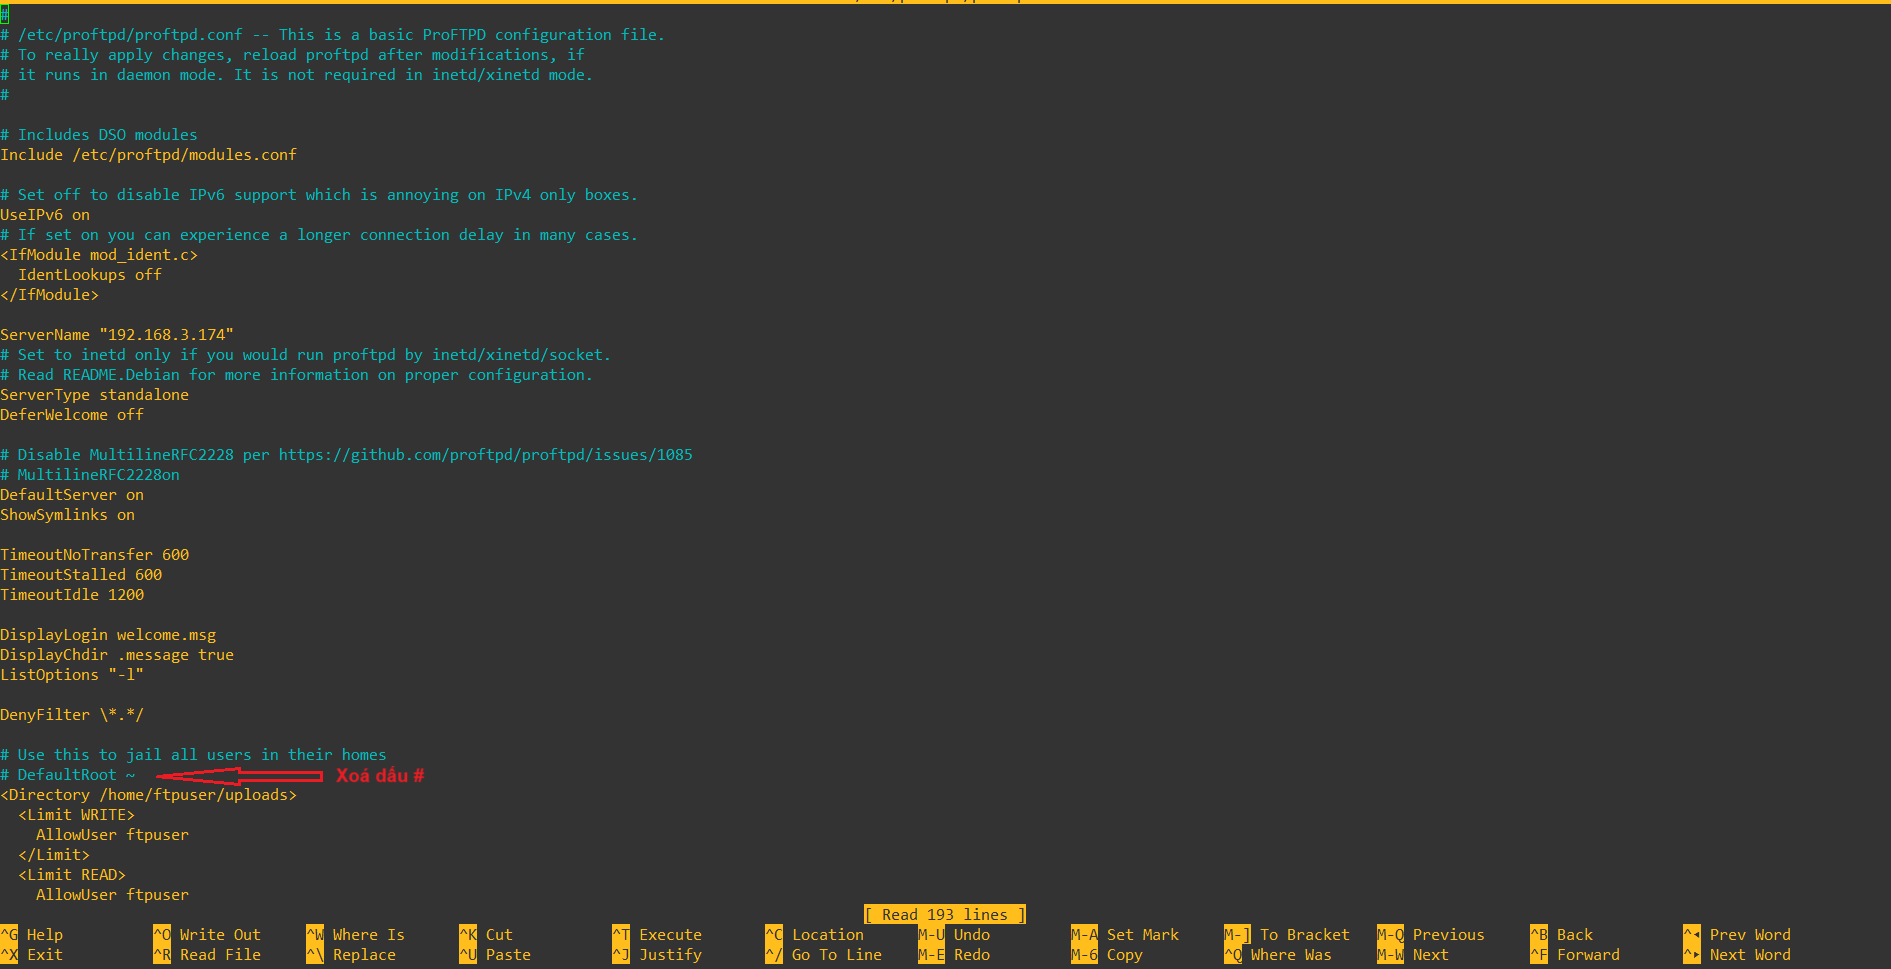 #
# /etc/proftpd/proftpd.conf -- This is a basic ProFTPD configuration file.
# To really apply changes, reload proftpd after modifications, if
# it runs in daemon mode. It is not required in inetd/xinetd mode.
#
# Includes DSO modules
Include /etc/proftpd/modules.conf
# Set off to disable IPv6 support which is annoying on IPv4 only boxes.
UseIPv6 on
# If set on you can experience a longer connection delay in many cases.
<IfModule mod_ident.c>
  IdentLookups off
</IfModule>
ServerName "192.168.3.174"
# Set to inetd only if you would run proftpd by inetd/xinetd/socket.
# Read README.Debian for more information on proper configuration.
ServerType standalone
DeferWelcome off
# Disable MultilineRFC2228 per https://github.com/proftpd/proftpd/issues/1085
# MultilineRFC2228on
DefaultServer on
ShowSymlinks on
TimeoutNoTransfer 600
TimeoutStalled 600
TimeoutIdle 1200
DisplayLogin welcome.msg
DisplayChdir .message true
ListOptions "-l"
DenyFilter \*.*/
# Use this to jail all users in their homes
# DefaultRoot ~ Xoá dấu #
<Directory /home/ftpuser/uploads>
  <Limit WRITE>
    AllowUser ftpuser
  </Limit>
  <Limit READ>
    AllowUser ftpuser
[ Read 193 lines ]
^G Help ^O Write Out ^W Where Is ^K Cut ^T Execute ^C Location M-U Undo M-A Set Mark M-] To Bracket M-Q Previous ^B Back ^◂ Prev Word
^X Exit ^R Read File ^\ Replace ^U Paste ^J Justify ^/ Go To Line M-E Redo M-6 Copy ^Q Where Was M-W Next ^F Forward ^▸ Next Word